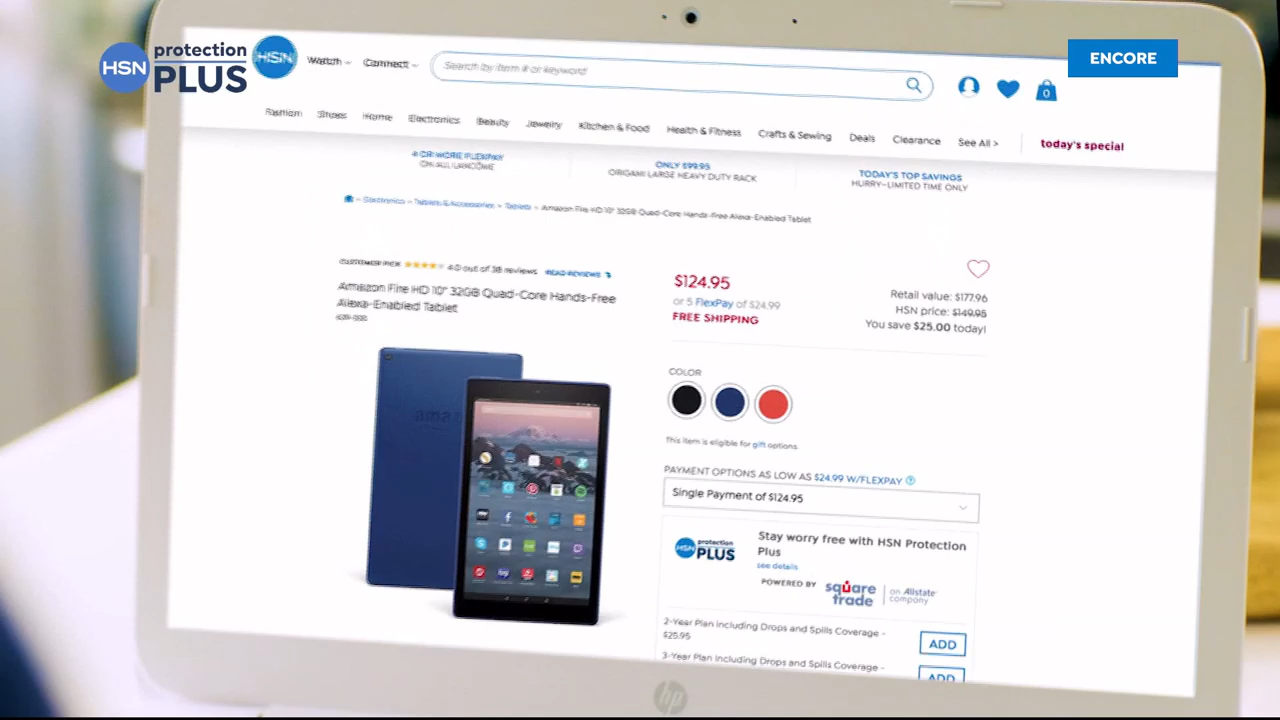 HSN protection PLUS
HSN
Watch
Connect
Search by item # or keyword
0
ENCORE
Fashion
Shoes
Home
Electronics
Beauty
Jewelry
Kitchen & Food
Health & Fitness
Crafts & Sewing
Deals
Clearance
See All >
today's special
4 OR MORE FLEXPAY
ON ALL LANCOME
ONLY $99.95
ORIGAMI LARGE HEAVY DUTY RACK
TODAY'S TOP SAVINGS
HURRY-LIMITED TIME ONLY
Electronics Tablets & Accessories Tablets Amazon Fire HD 10" 32GB Quad-Core Hands-Free Alexa-Enabled Tablet
CUSTOMER PICK 4.0 out of 38 reviews READ REVIEWS
Amazon Fire HD 10" 32GB Quad-Core Hands-Free
Alexa-Enabled Tablet
amaz
$124.95
or 5 FlexPay of $24.99
FREE SHIPPING
Retail value: $177.96
HSN price: $149.95
You save $25.00 today!
COLOR
This item is eligible for gift options.
PAYMENT OPTIONS AS LOW AS $24.99 W/FLEXPAY ?
Single Payment of $124.95
HSN protection PLUS
Stay worry free with HSN Protection
Plus
see details
POWERED BY square trade an Allstate company
2-Year Plan including Drops and Spills Coverage -
$25.95
ADD
3-Year Plan including Drops and Spills Coverage -
ADD
hp